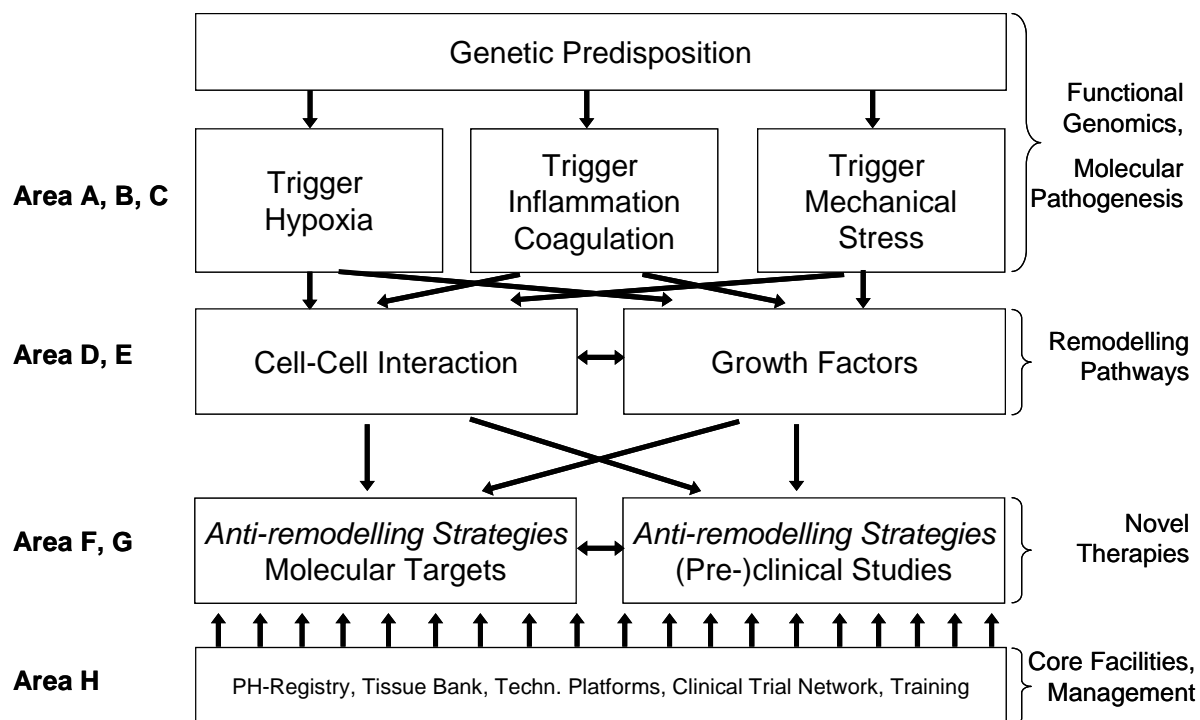 Genetic Predisposition
Functional
Genomics,
Molecular
Pathogenesis
Area A, B, C
Trigger
Hypoxia
Trigger
Inflammation
Coagulation
Trigger
Mechanical
Stress
Area D, E
Cell-Cell Interaction
Growth Factors
Remodelling
Pathways
Area F, G
Anti-remodelling Strategies
Molecular Targets
Anti-remodelling Strategies
(Pre-)clinical Studies
Novel
Therapies
Area H
PH-Registry, Tissue Bank, Techn. Platforms, Clinical Trial Network, Training
Core Facilities,
Management